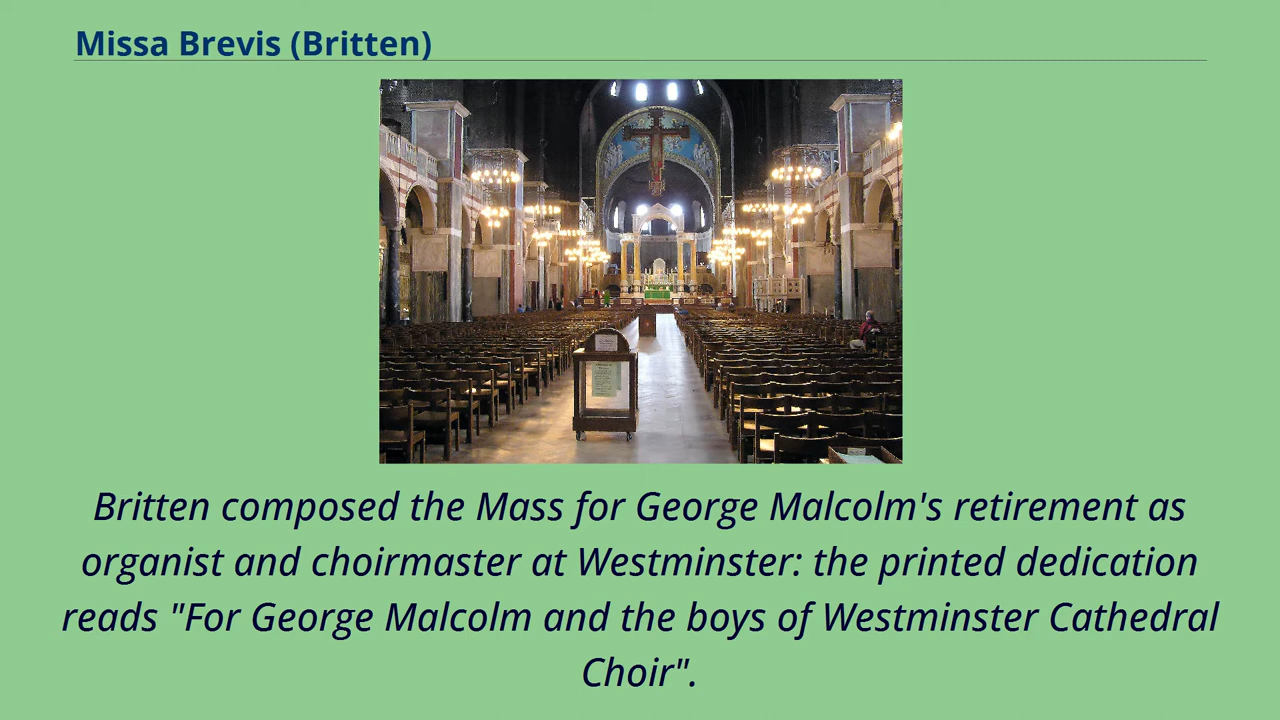 Missa Brevis (Britten)
Britten composed the Mass for George Malcolm's retirement as
organist and choirmaster at Westminster: the printed dedication
reads "For George Malcolm and the boys of Westminster Cathedral
Choir".